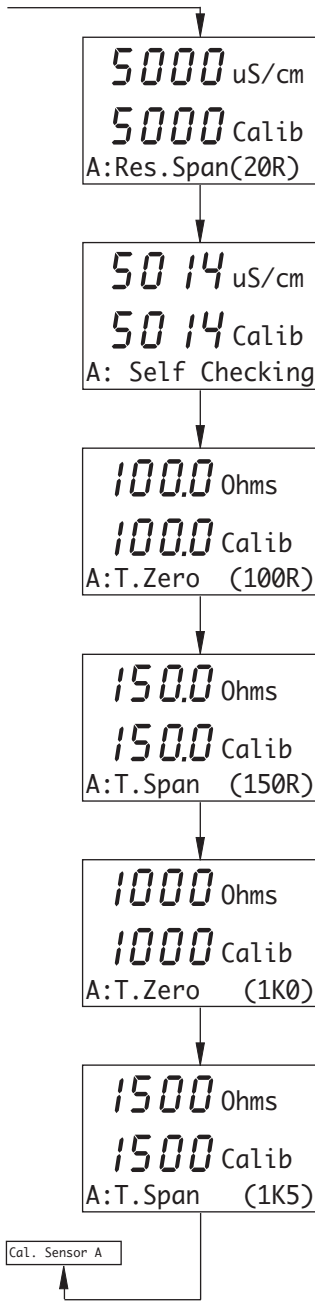 5000 uS/cm
5000 Calib
A:Res.Span(20R)
5014 uS/cm
5014 Calib
A: Self Checking
100.0 Ohms
100.0 Calib
A:T.Zero (100R)
150.0 Ohms
150.0 Calib
A:T.Span (150R)
1000 Ohms
1000 Calib
A:T.Zero (1K0)
1500 Ohms
1500 Calib
A:T.Span (1K5)
Cal. Sensor A